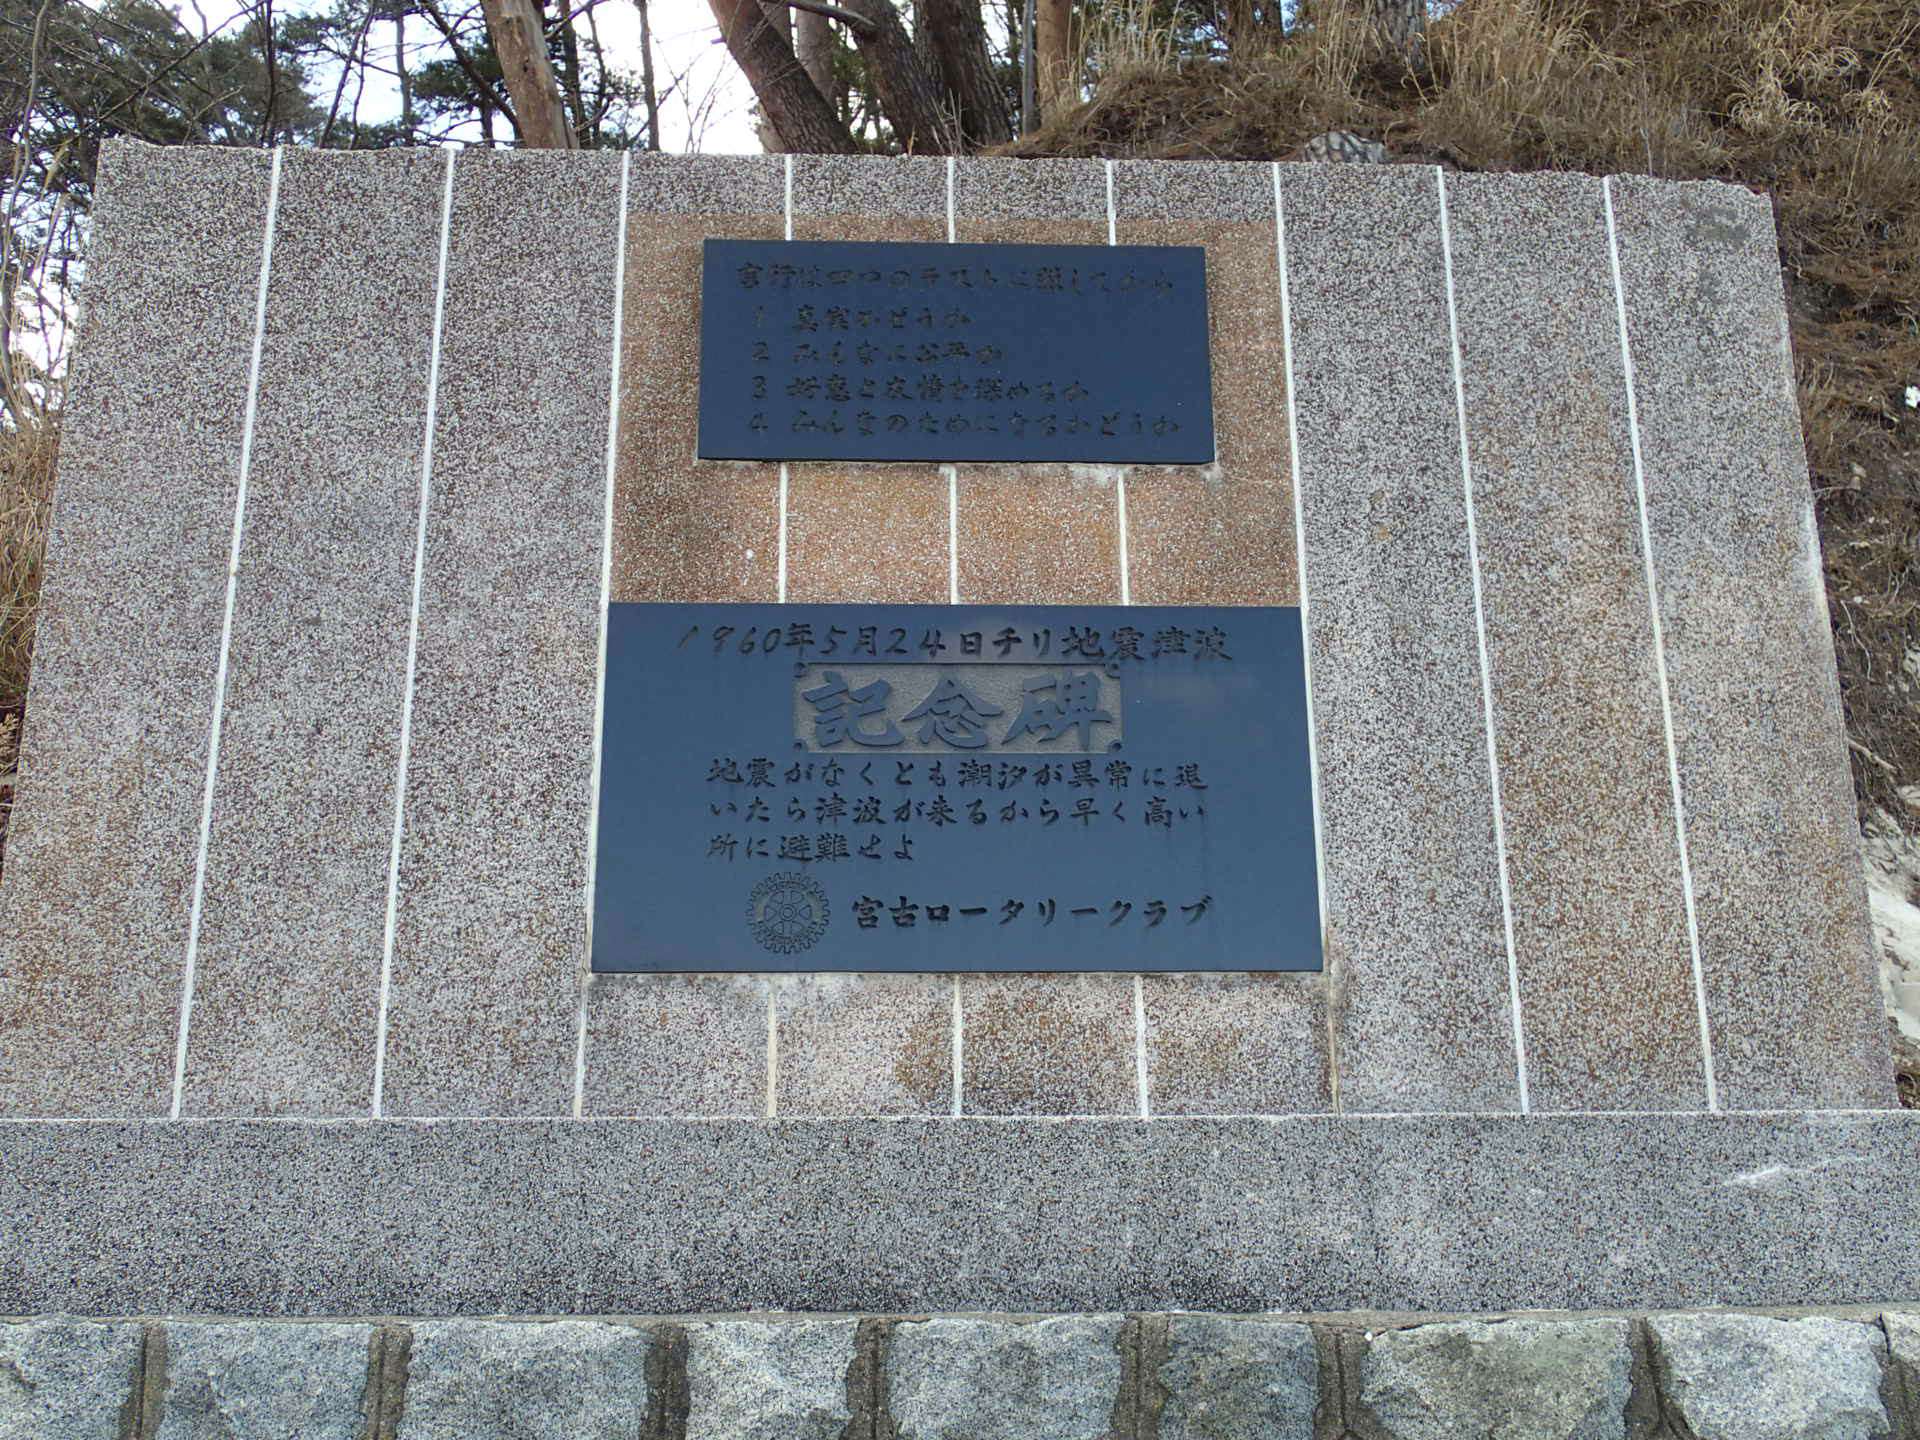 言行は四つのテストに照してから
1 真実かどうか
2 みんなに公平か
3 好意と友情を深めるか
4 みんなのためになるかどうか
1960年5月24日チリ地震津波
記念碑
地震がなくとも潮汐が異常に退
いたら津波が来るから早く高い
所に避難せよ
宮古ロータリークラブ